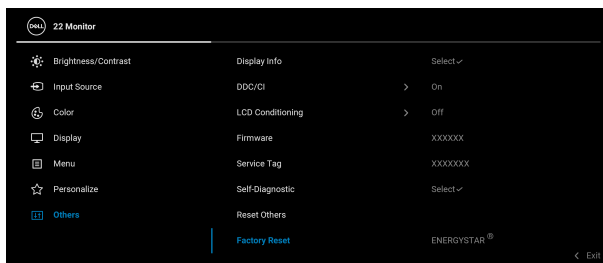 DELL 22 Monitor
Brightness/Contrast Display Info Select✓
Input Source DDC/CI > On
Color LCD Conditioning > Off
Display Firmware XXXXXX
Menu Service Tag XXXXXXX
Personalize Self-Diagnostic Select✓
Others Reset Others
Factory Reset ENERGYSTAR ®
< Exit